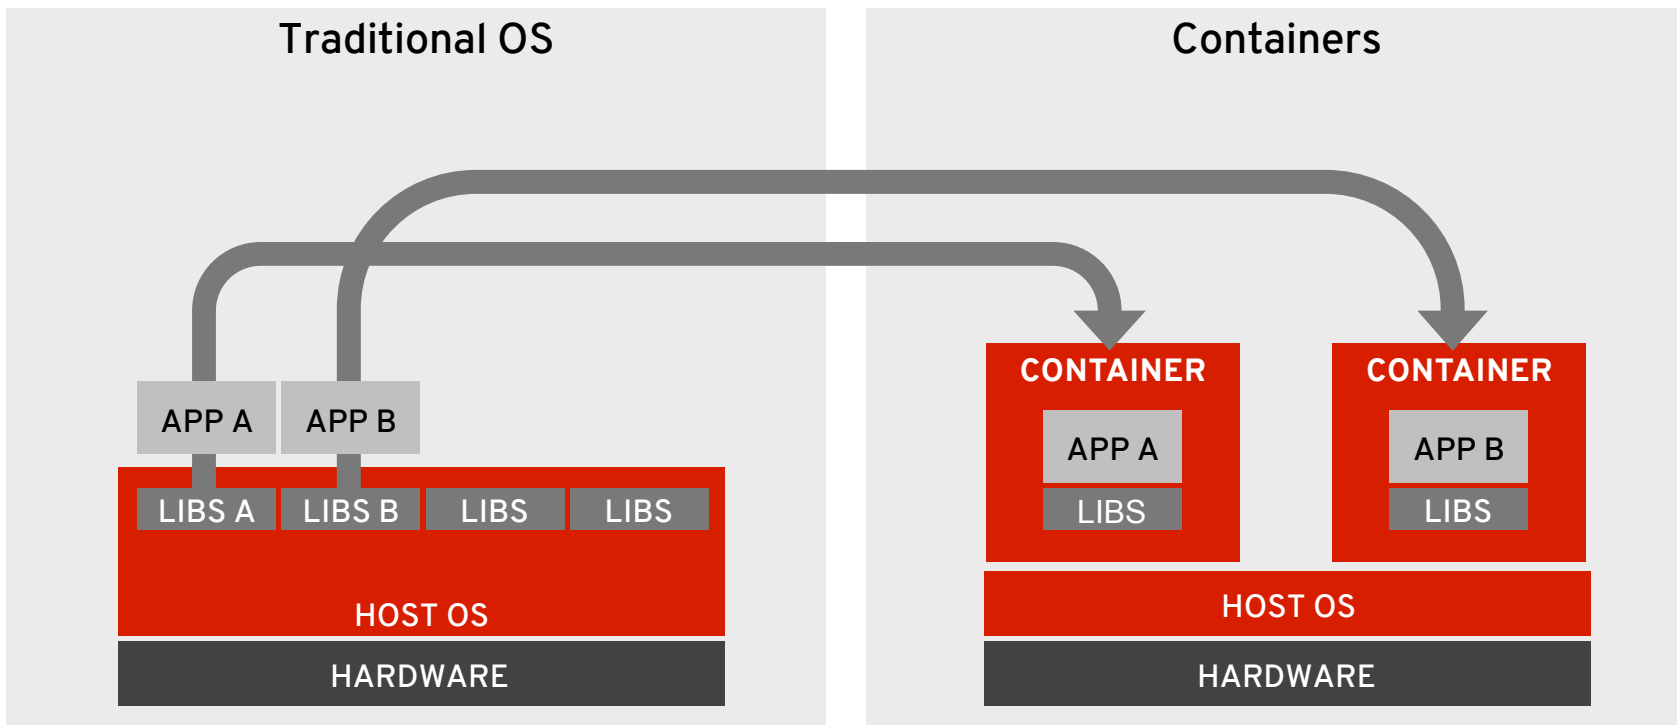 Traditional OS
APP A
APP B
LIBS A
LIBS B
LIBS
LIBS
HOST OS
HARDWARE
Containers
CONTAINER
APP A
LIBS
CONTAINER
APP B
LIBS
HOST OS
HARDWARE